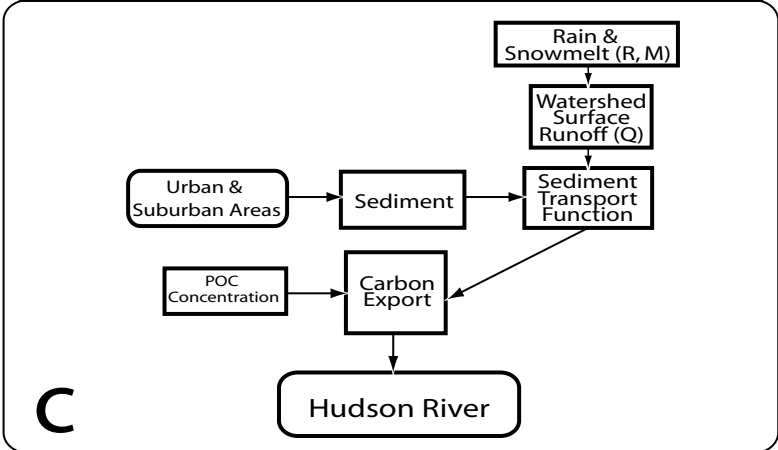 Rain &
Snowmelt (R, M)
Watershed
Surface
Runoff (Q)
Urban &
Suburban Areas
Sediment
Sediment
Transport
Function
POC
Concentration
Carbon
Export
C
Hudson River